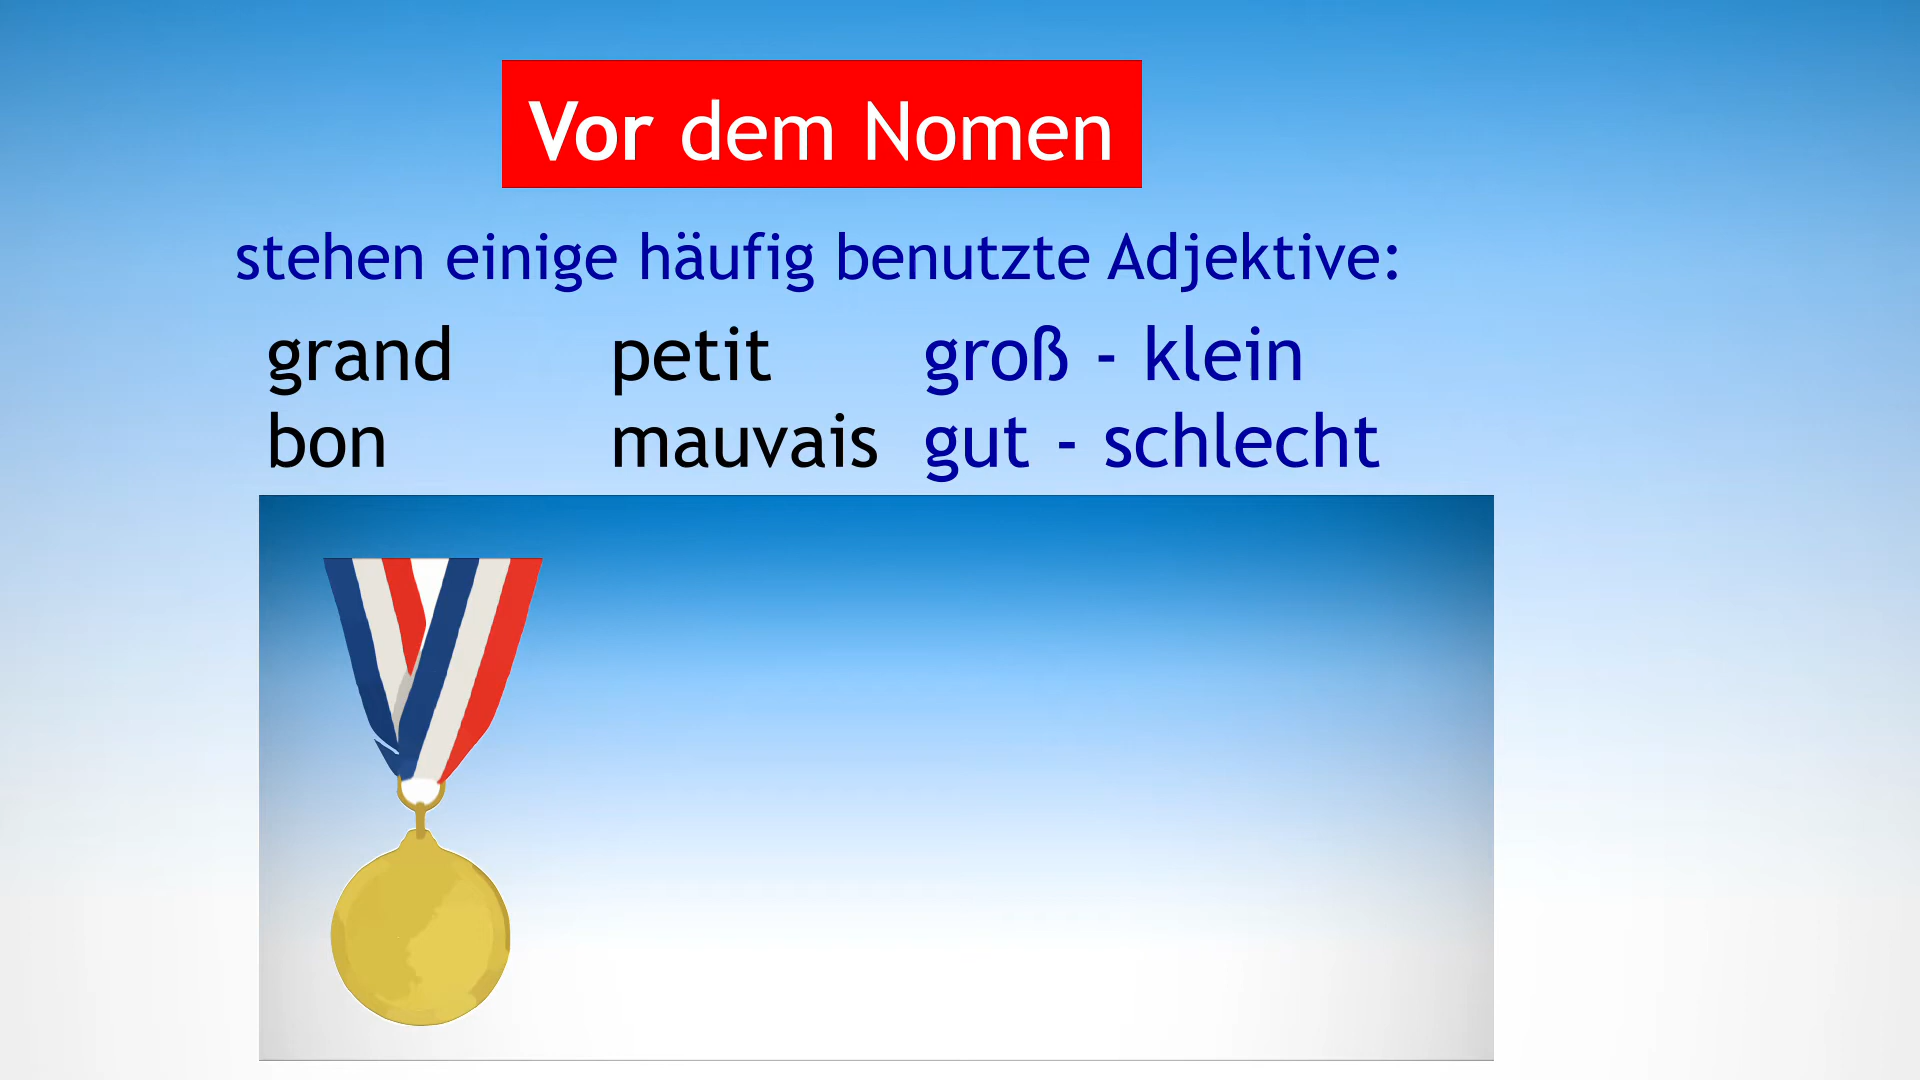 Vor dem Nomen
stehen einige häufig benutzte Adjektive:
grand petit groß - klein
bon mauvais gut - schlecht